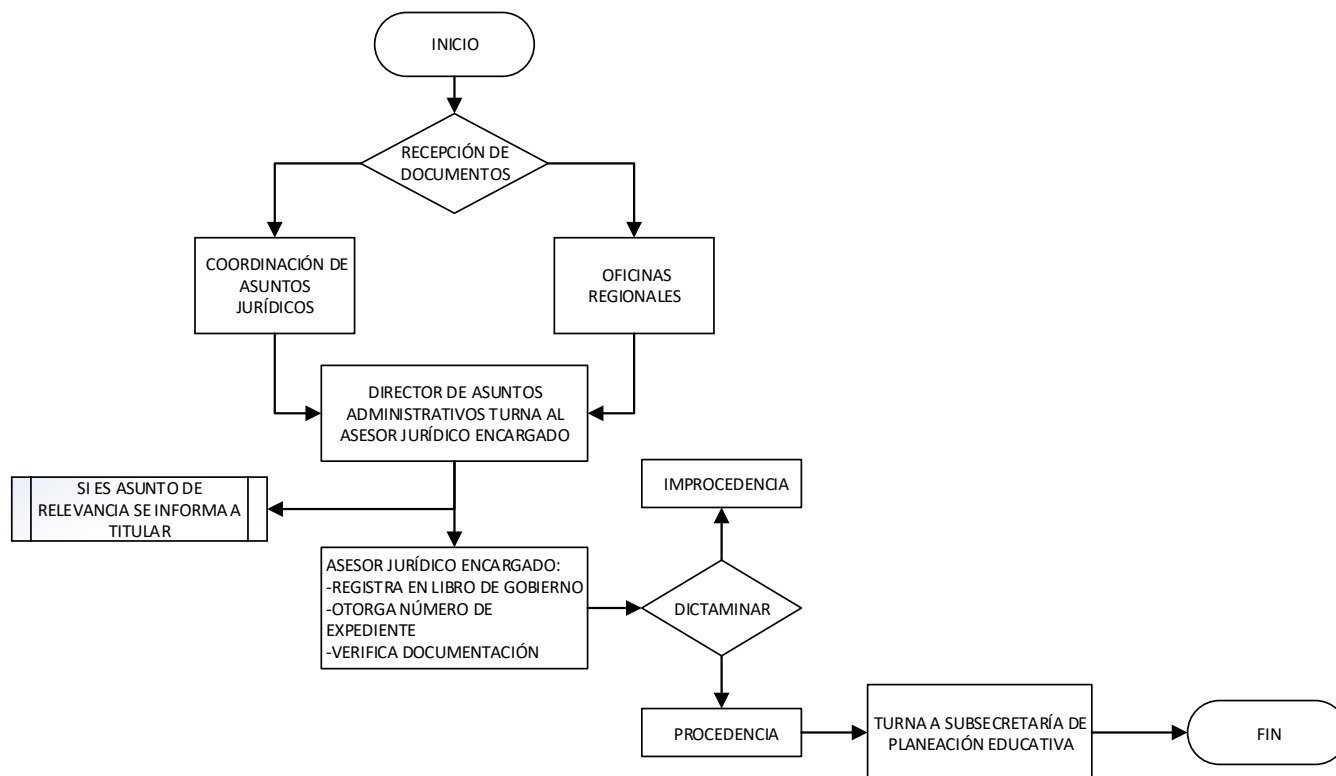 INICIO
RECEPCIÓN DE
DOCUMENTOS
COORDINACIÓN DE
ASUNTOS
JURÍDICOS
OFICINAS
REGIONALES
DIRECTOR DE ASUNTOS
ADMINISTRATIVOS TURNA AL
ASESOR JURÍDICO ENCARGADO
SI ES ASUNTO DE
RELEVANCIA SE INFORMA A
TITULAR
IMPROCEDENCIA
ASESOR JURÍDICO ENCARGADO:
-REGISTRA EN LIBRO DE GOBIERNO
-OTORGA NÚMERO DE
EXPEDIENTE
-VERIFICA DOCUMENTACIÓN
DICTAMINAR
PROCEDENCIA
TURNA A SUBSECRETARÍA DE
PLANEACIÓN EDUCATIVA
FIN